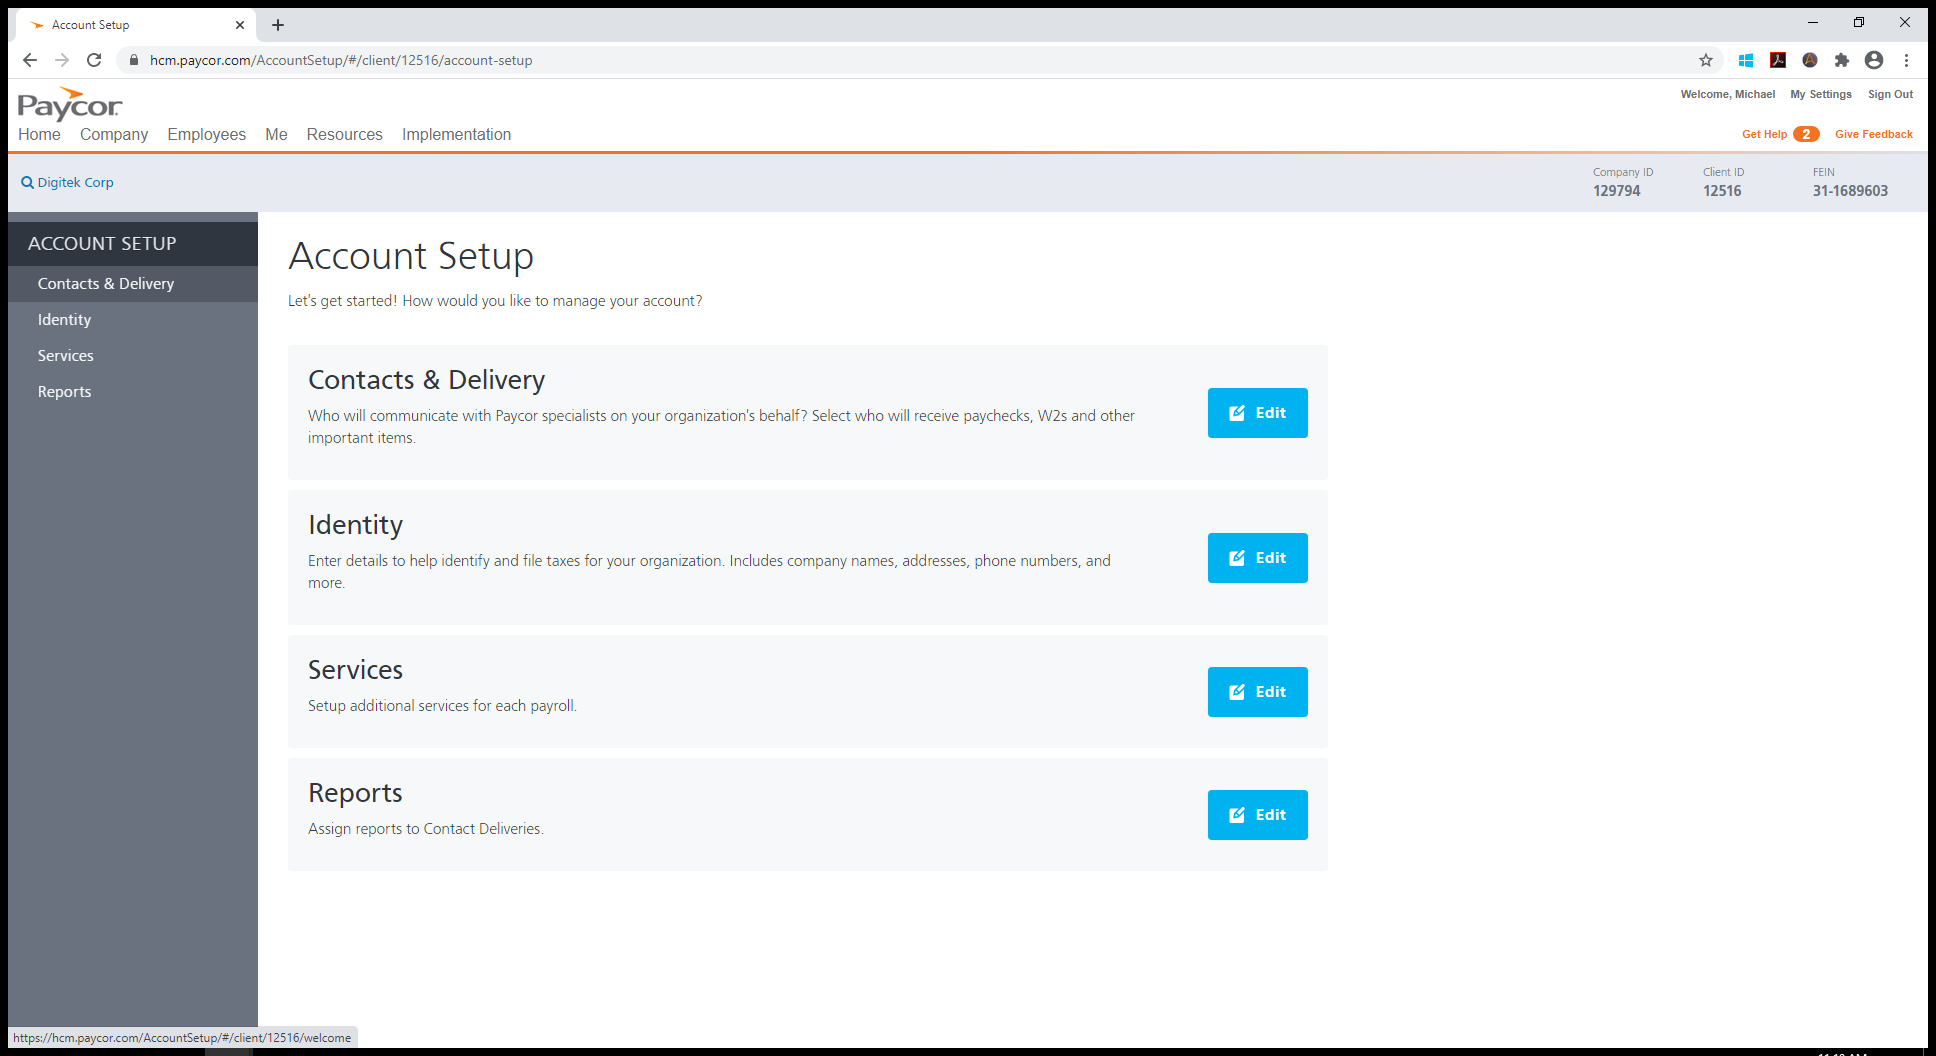 Account Setup
hcm.paycor.com/AccountSetup/#/client/12516/account-setup
Paycor
Welcome, Michael My Settings Sign Out
Home Company Employees Me Resources Implementation
Get Help 2 Give Feedback
Digitek Corp
Company ID Client ID FEIN
129794 12516 31-1689603
ACCOUNT SETUP
Contacts & Delivery
Identity
Services
Reports
Account Setup
Let's get started! How would you like to manage your account?
Contacts & Delivery
Who will communicate with Paycor specialists on your organization's behalf? Select who will receive paychecks, W2s and other
important items.
Edit
Identity
Enter details to help identify and file taxes for your organization. Includes company names, addresses, phone numbers, and
more.
Edit
Services
Setup additional services for each payroll.
Edit
Reports
Assign reports to Contact Deliveries.
Edit
https://hcm.paycor.com/AccountSetup/#/client/12516/welcome